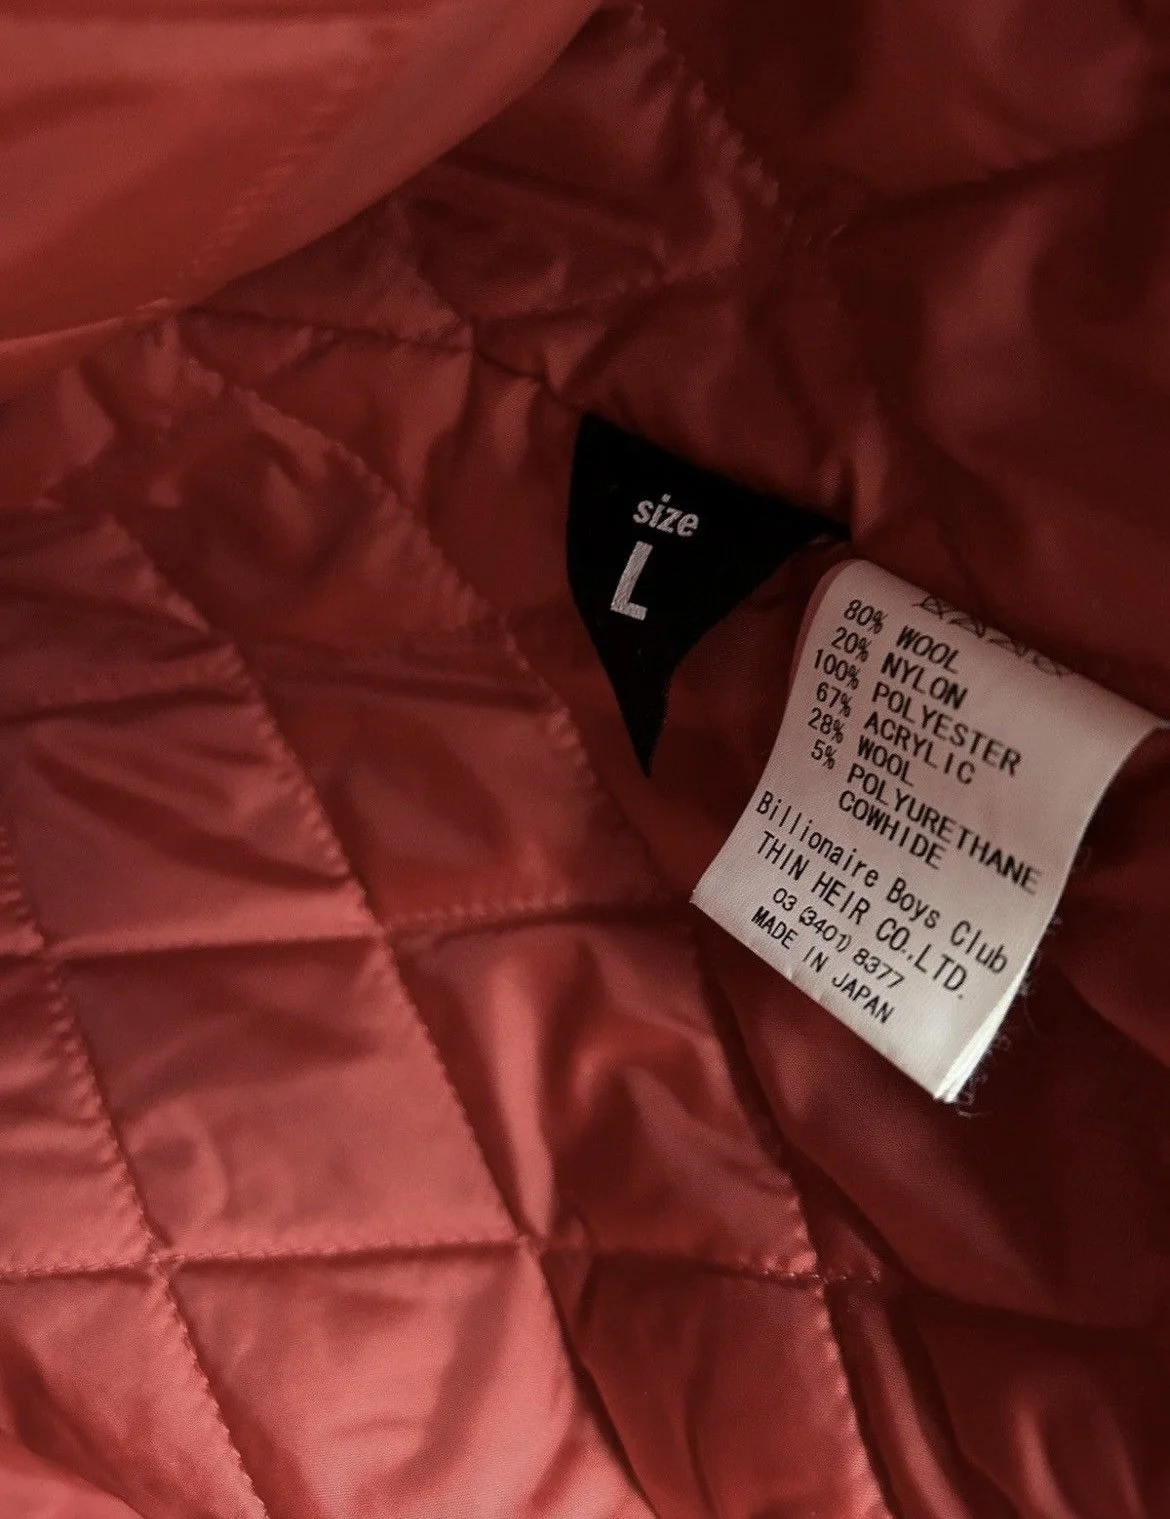 size
L
80% WOOL
20% NYLON
100% POLYESTER
67% ACRYLIC
28% WOOL
5% POLYURETHANE
COWHIDE
Billionaire Boys Club
THIN HEIR CO.,LTD.
03 (3401) 8377
MADE IN JAPAN